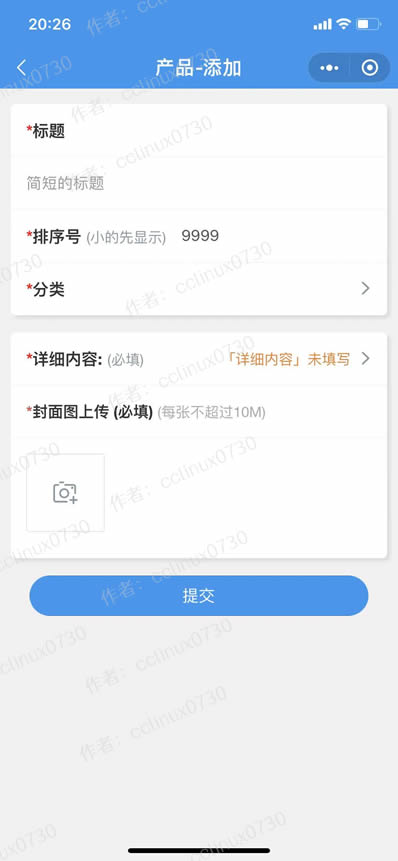 20:26
产品-添加
*标题
简短的标题
*排序号 (小的先显示) 9999
*分类
*详细内容: (必填) 「详细内容」未填写
*封面图上传 (必填) (每张不超过10M)
提交
作者：cclinux0730